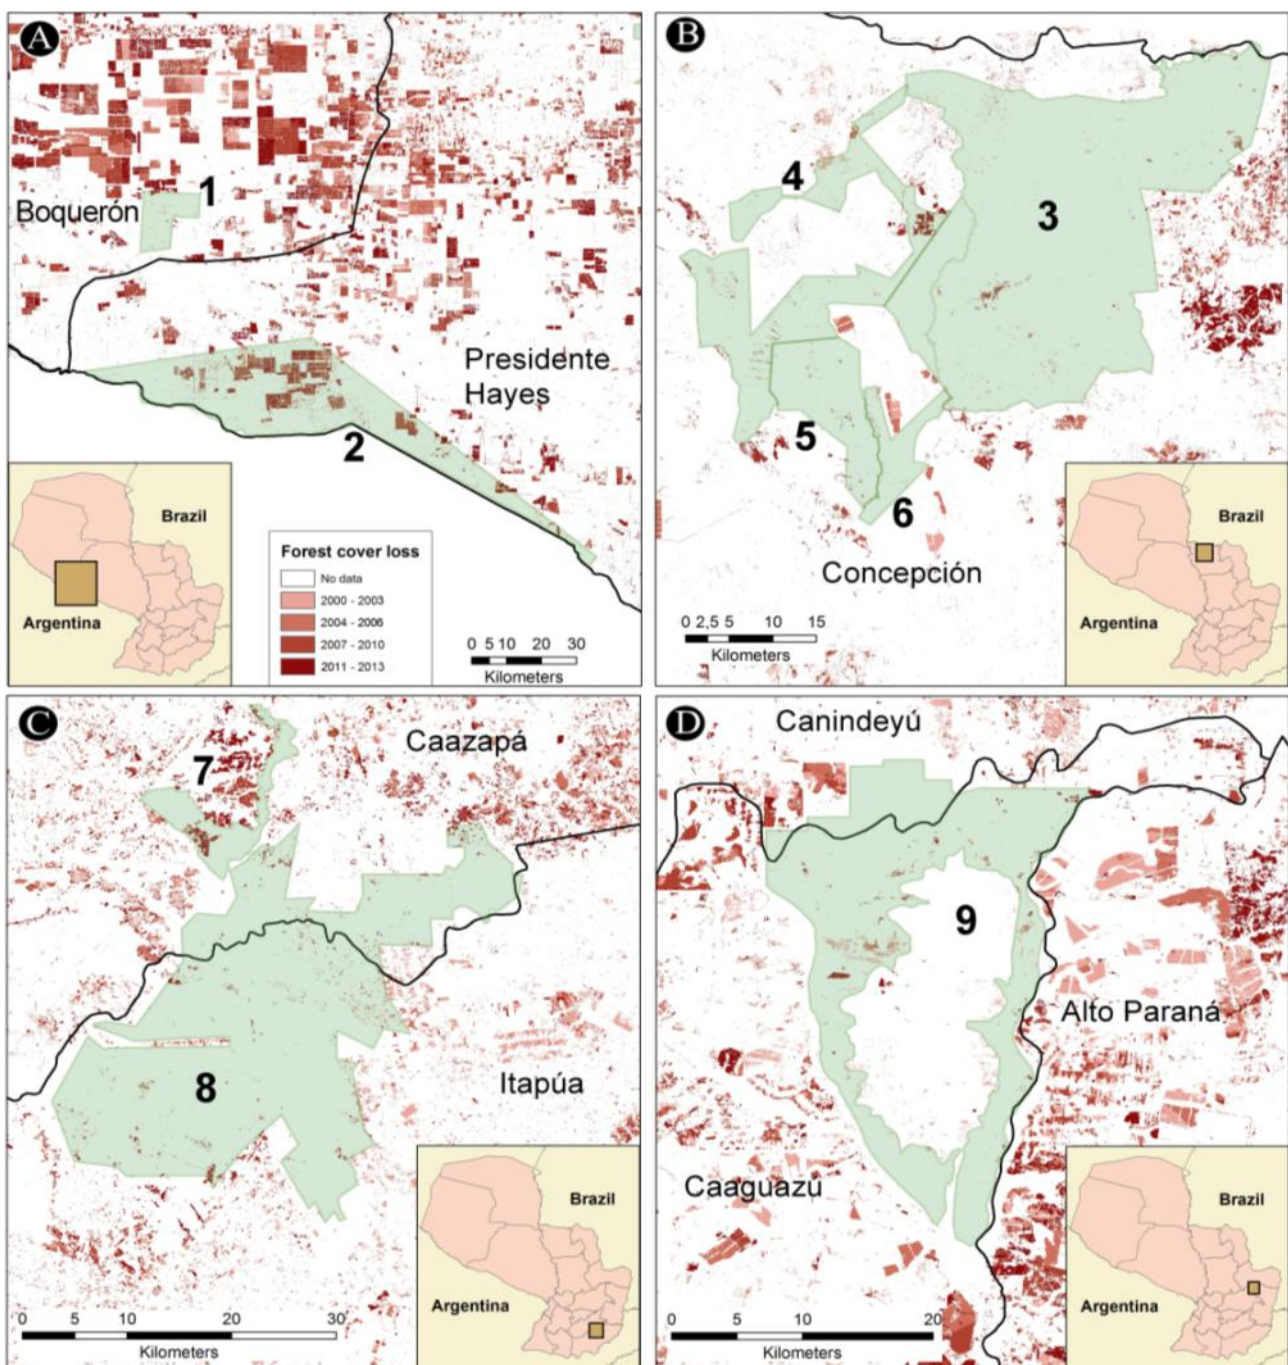 A
1
Boquerón
Presidente
Hayes
2
Brazil
Argentina
Forest cover loss
No data
2000 - 2003
2004 - 2006
2007 - 2010
2011 - 2013
0 5 10 20 30
Kilometers
B
4
3
5
6
Concepción
0 2,5 5 10 15
Kilometers
Brazil
Argentina
C
7
Caazapá
8
Itapúa
0 10 20 30
Kilometers
Brazil
Argentina
D
Canindeyú
9
Alto Paraná
Caaguazú
0 5 10 20
Kilometers
Brazil
Argentina